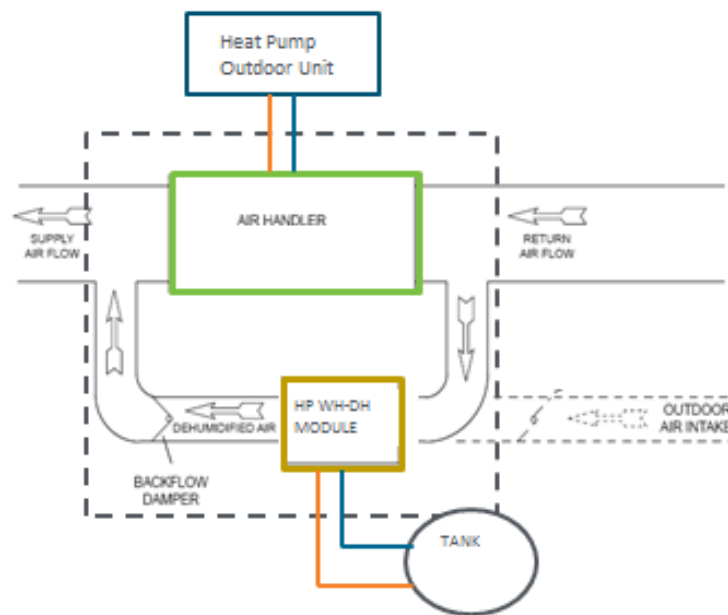 Heat Pump
Outdoor Unit
AIR HANDLER
SUPPLY
AIR FLOW
RETURN
AIR FLOW
HP WH-DH
MODULE
DEHUMIDIFIED AIR
OUTDOOR
AIR INTAKE
BACKFLOW
DAMPER
TANK